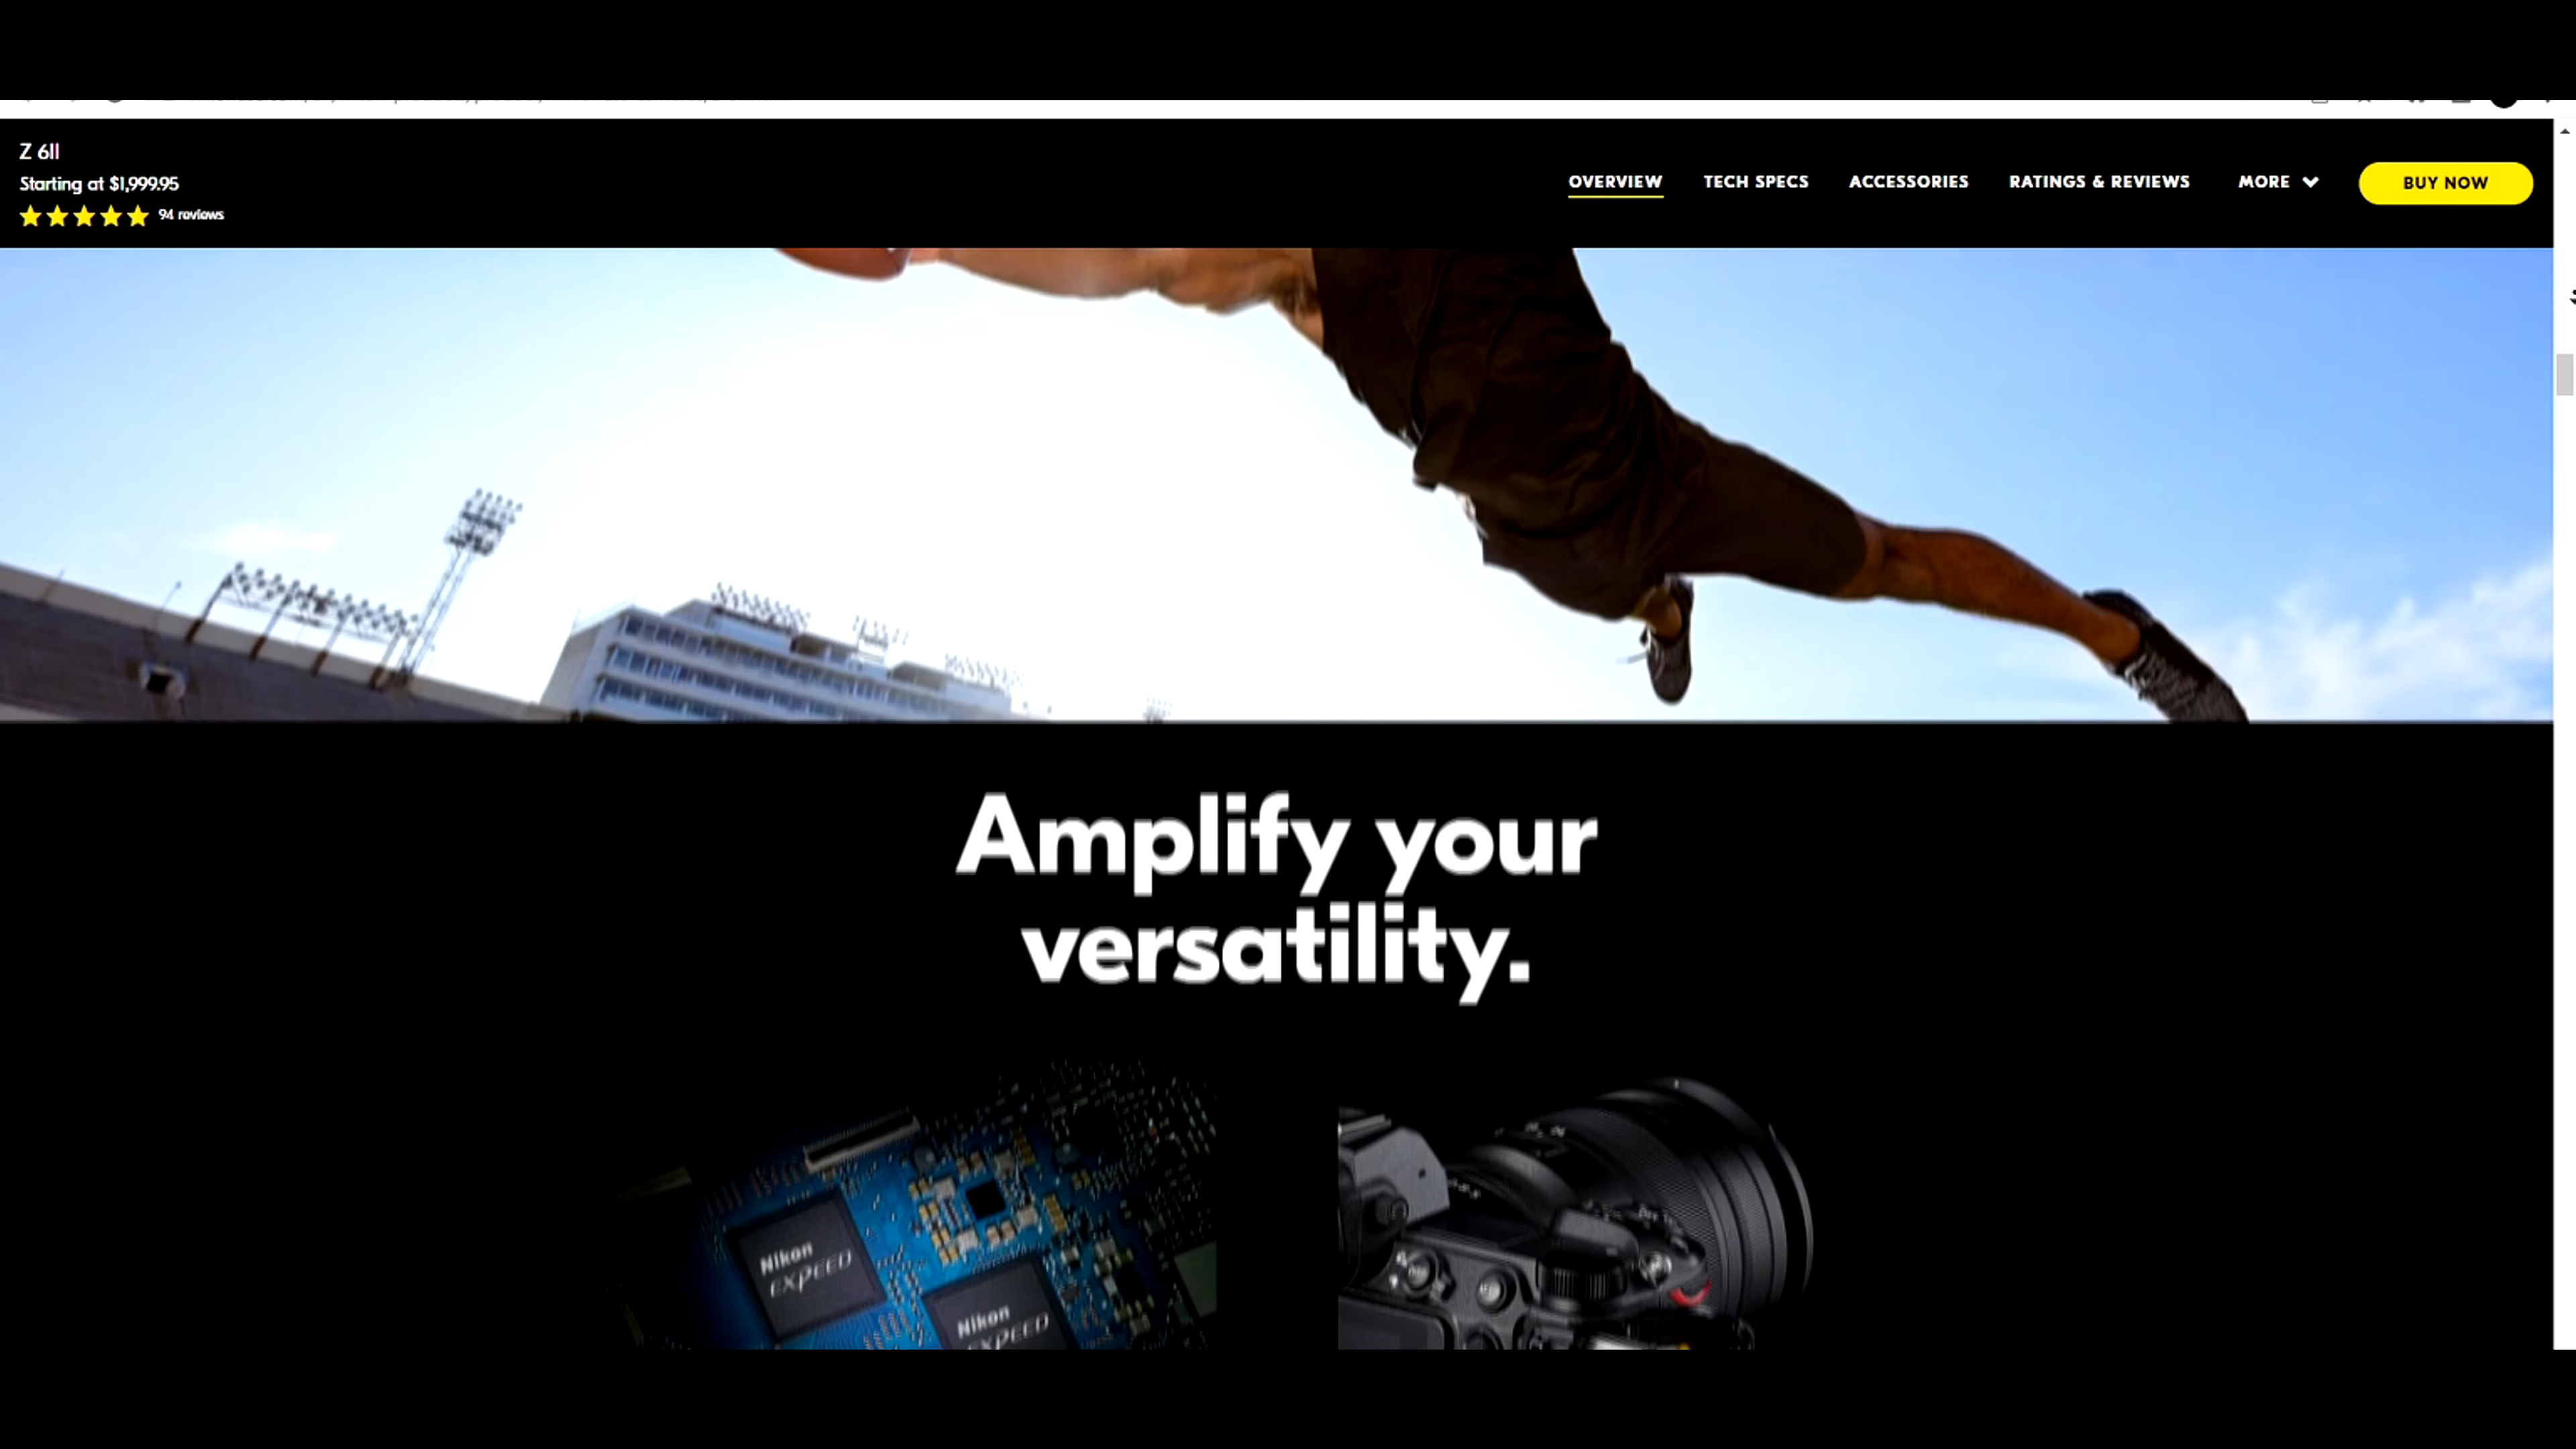 Z 6II
Starting at $1,999.95
94 reviews
OVERVIEW TECH SPECS ACCESSORIES RATINGS & REVIEWS MORE BUY NOW
Amplify your
versatility.
Nikon
EXPEED
Nikon
EXPEED